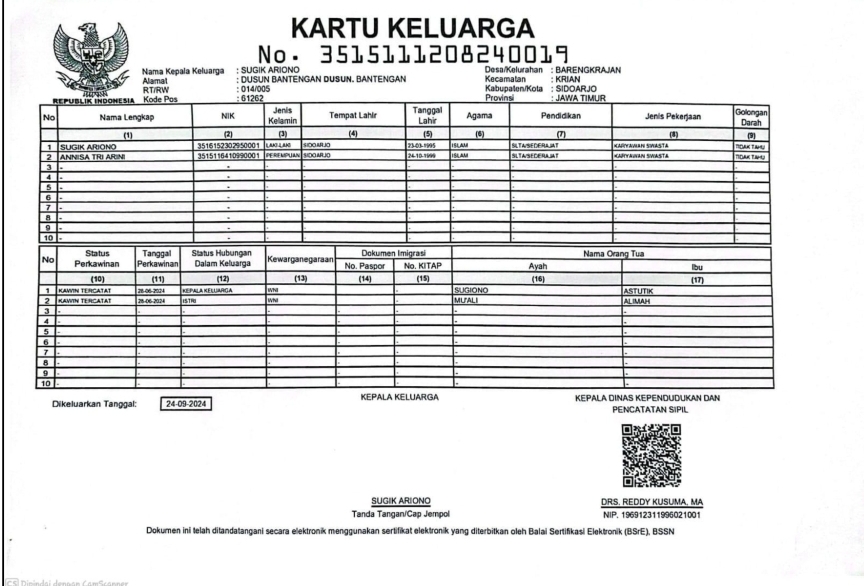 KARTU KELUARGA
No. 3515111208240019
REPUBLIK INDONESIA
Nama Kepala Keluarga : SUGIK ARIONO
Alamat : DUSUN BANTENGAN DUSUN. BANTENGAN
RT/RW : 014/005
Kode Pos : 61262
Desa/Kelurahan : BARENGKRAJAN
Kecamatan : KRIAN
Kabupaten/Kota : SIDOARJO
Provinsi : JAWA TIMUR
No Nama Lengkap NIK Jenis Kelamin Tempat Lahir Tanggal Lahir Agama Pendidikan Jenis Pekerjaan Golongan Darah
(1) (2) (3) (4) (5) (6) (7) (8) (9)
1 SUGIK ARIONO 3516152302950001 LAKI-LAKI SIDOARJO 23-03-1995 ISLAM SLTA/SEDERAJAT KARYAWAN SWASTA TIDAK TAHU
2 ANNISA TRI ARINI 3515116410990001 PEREMPUAN SIDOARJO 24-10-1999 ISLAM SLTA/SEDERAJAT KARYAWAN SWASTA TIDAK TAHU
3 - - - - - - - - -
4 - - - - - - - - -
5 - - - - - - - - -
6 - - - - - - - - -
7 - - - - - - - - -
8 - - - - - - - - -
9 - - - - - - - - -
10 - - - - - - - - -
No Status Perkawinan Tanggal Perkawinan Status Hubungan Dalam Keluarga Kewarganegaraan Dokumen Imigrasi Nama Orang Tua
No. Paspor No. KITAP Ayah Ibu
(10) (11) (12) (13) (14) (15) (16) (17)
1 KAWIN TERCATAT 28-06-2024 KEPALA KELUARGA WNI - SUGIONO ASTUTIK
2 KAWIN TERCATAT 28-06-2024 ISTRI WNI - MU'ALI ALIMAH
3 - - - - - - - -
4 - - - - - - - -
5 - - - - - - - -
6 - - - - - - - -
7 - - - - - - - -
8 - - - - - - - -
9 - - - - - - - -
10 - - - - - - - -
Dikeluarkan Tanggal: 24-09-2024
KEPALA KELUARGA
SUGIK ARIONO
Tanda Tangan/Cap Jempol
KEPALA DINAS KEPENDUDUKAN DAN
PENCATATAN SIPIL
DRS. REDDY KUSUMA, MA
NIP. 196912311996021001
Dokumen ini telah ditandatangani secara elektronik menggunakan sertifikat elektronik yang diterbitkan oleh Balai Sertifikasi Elektronik (BSrE), BSSN
CS Dipindai dengan CamScanner